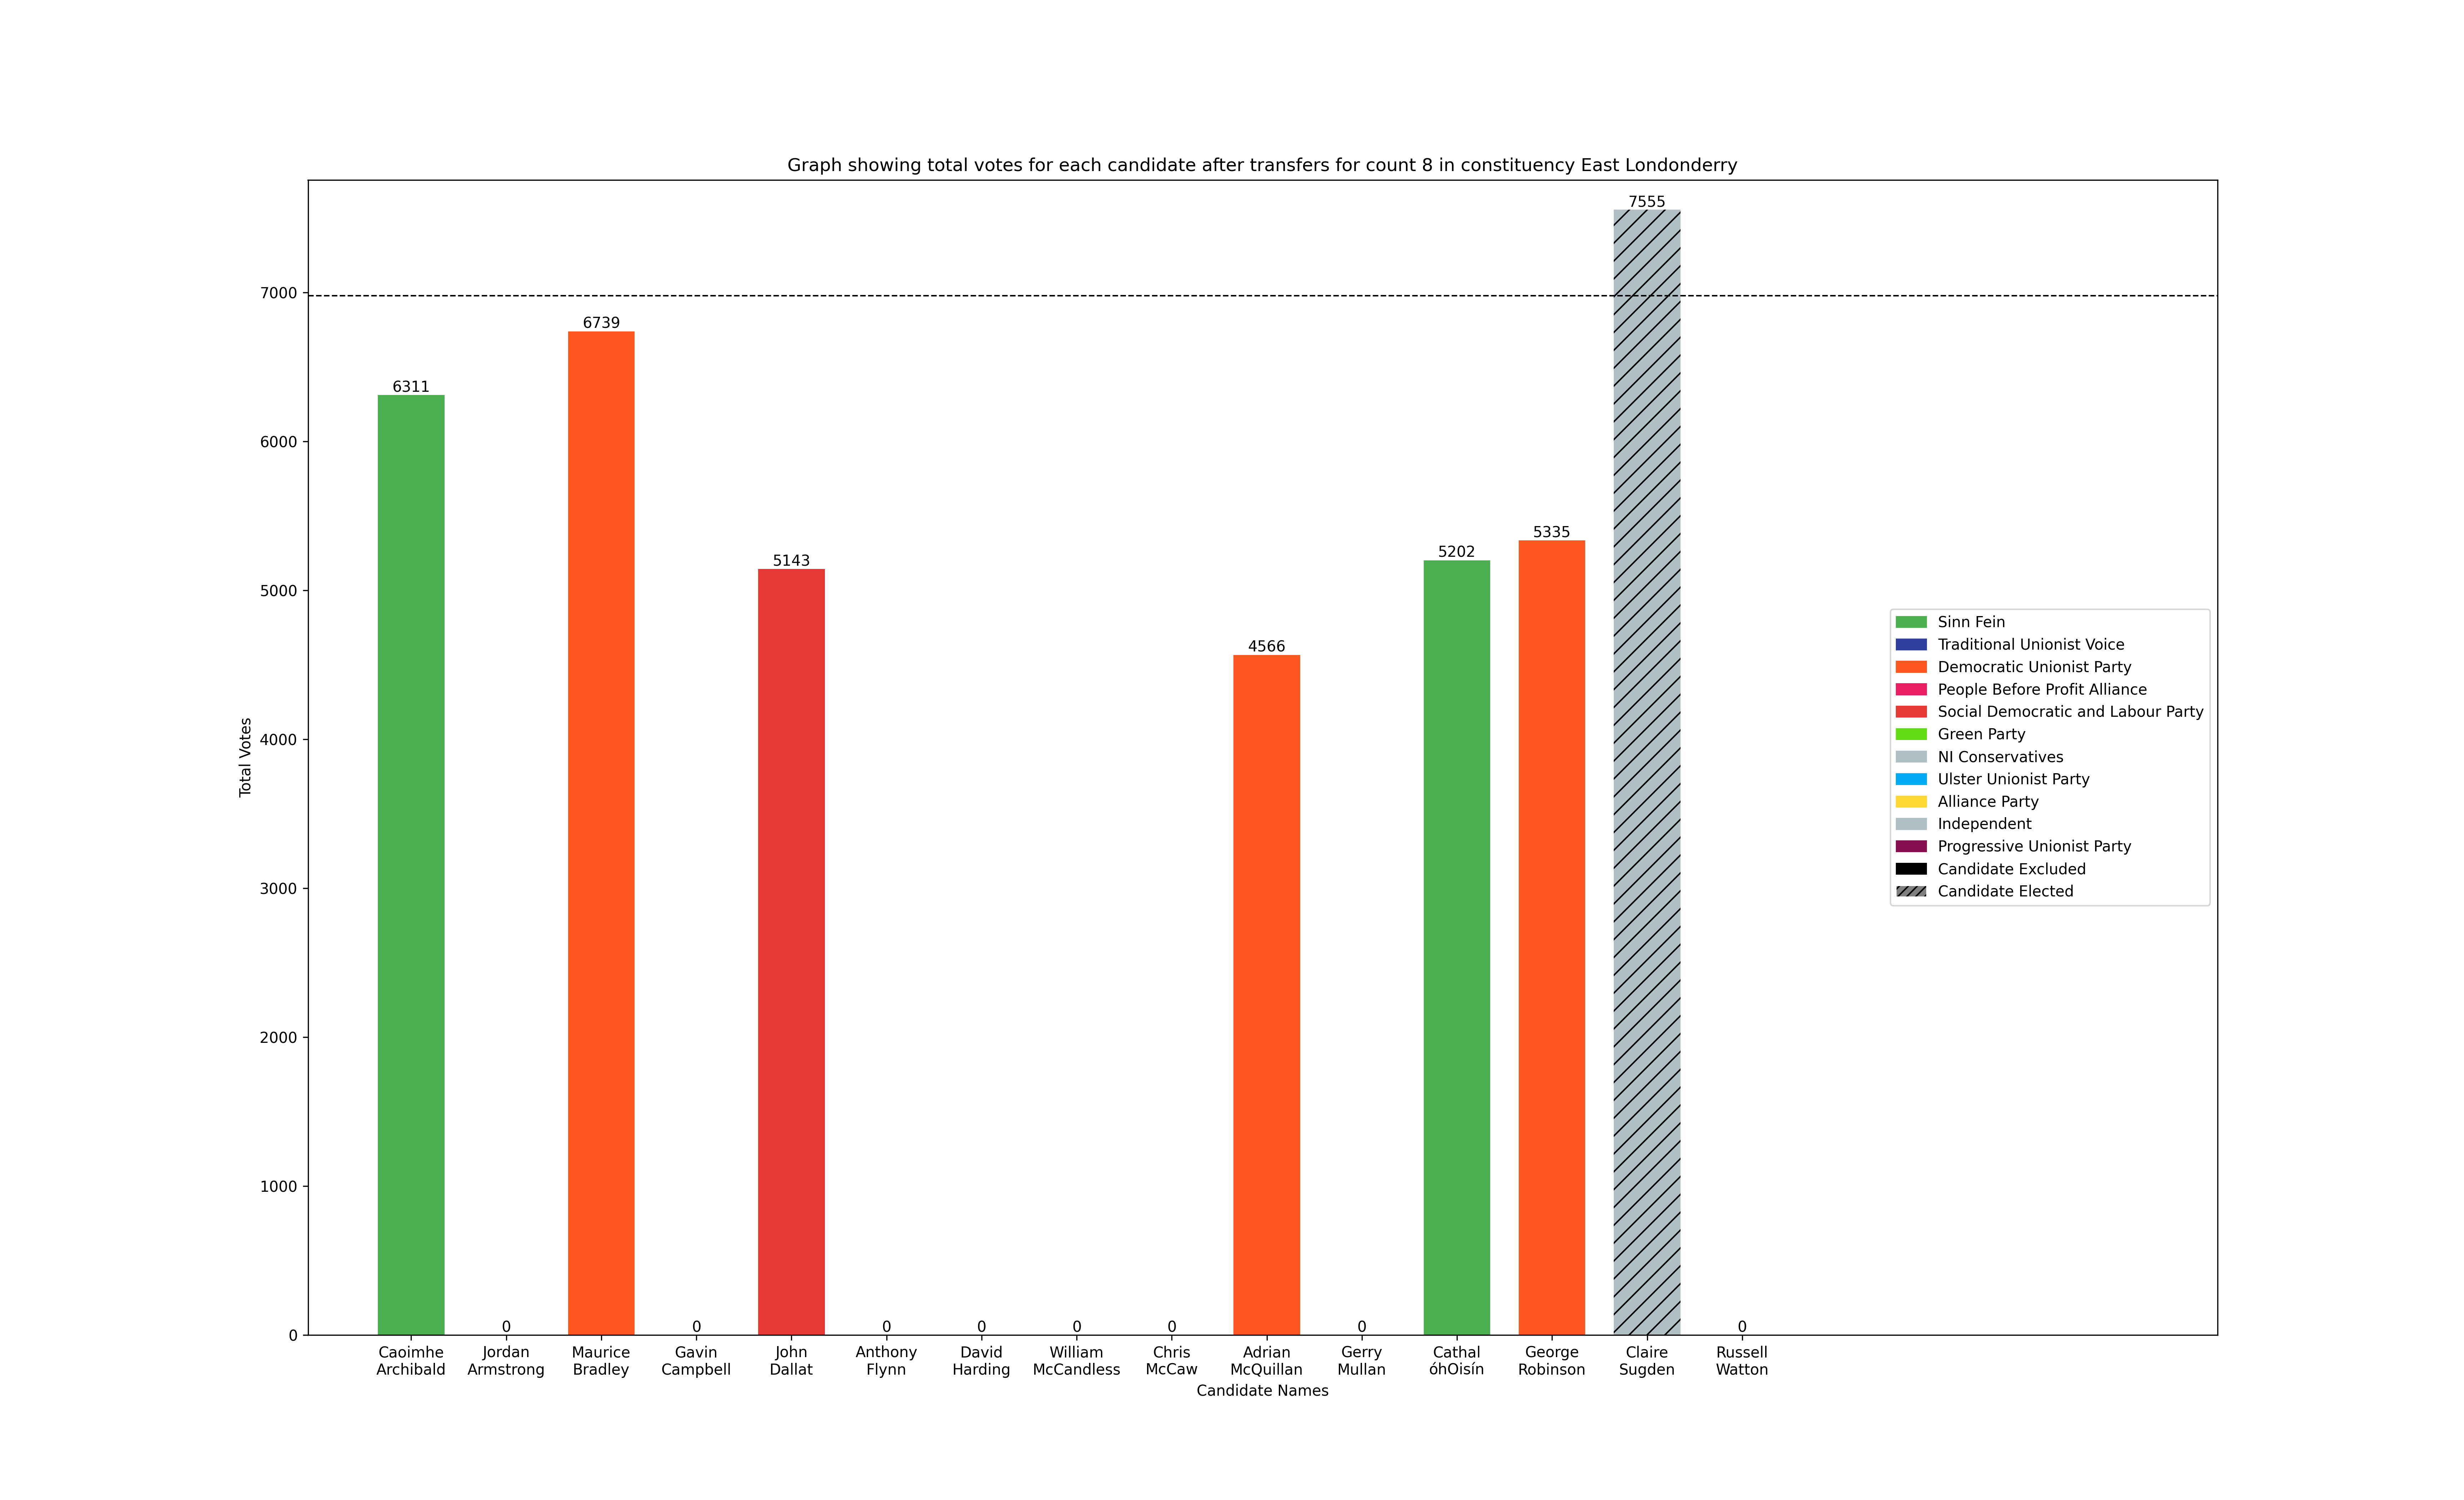 Graph showing total votes for each candidate after transfers for count 8 in constituency East Londonderry
Total Votes
7000
6000
5000
4000
3000
2000
1000
0
6311
0
6739
0
5143
0
0
0
0
4566
0
5202
5335
7555
0
Caoimhe
Archibald
Jordan
Armstrong
Maurice
Bradley
Gavin
Campbell
John
Dallat
Anthony
Flynn
David
Harding
William
McCandless
Chris
McCaw
Adrian
McQuillan
Gerry
Mullan
Cathal
óhOisín
George
Robinson
Claire
Sugden
Russell
Watton
Candidate Names
Sinn Fein
Traditional Unionist Voice
Democratic Unionist Party
People Before Profit Alliance
Social Democratic and Labour Party
Green Party
NI Conservatives
Ulster Unionist Party
Alliance Party
Independent
Progressive Unionist Party
Candidate Excluded
Candidate Elected